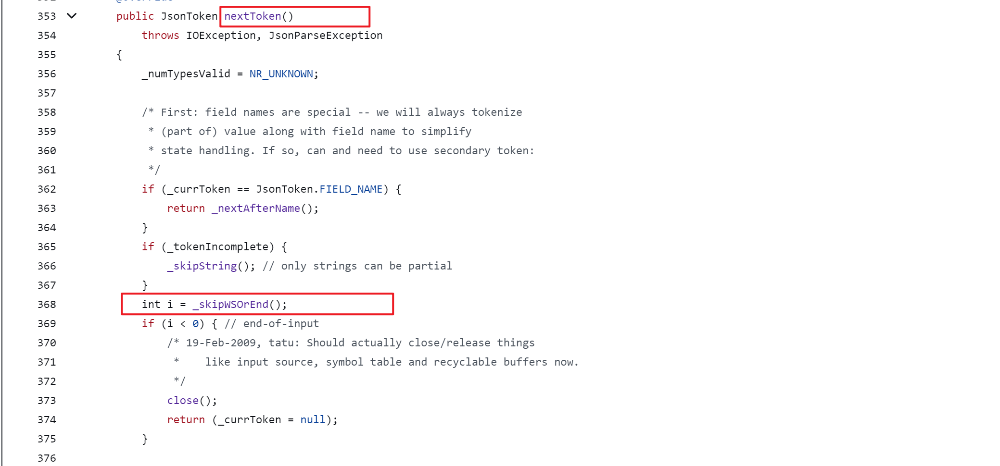 352 @Override
353 public JsonToken nextToken()
354 throws IOException, JsonParseException
355 {
356 _numTypesValid = NR_UNKNOWN;
357
358 /* First: field names are special -- we will always tokenize
359 * (part of) value along with field name to simplify
360 * state handling. If so, can and need to use secondary token:
361 */
362 if (_currToken == JsonToken.FIELD_NAME) {
363 return _nextAfterName();
364 }
365 if (_tokenIncomplete) {
366 _skipString(); // only strings can be partial
367 }
368 int i = _skipWSOrEnd();
369 if (i < 0) { // end-of-input
370 /* 19-Feb-2009, tatu: Should actually close/release things
371 * like input source, symbol table and recyclable buffers now.
372 */
373 close();
374 return (_currToken = null);
375 }
376